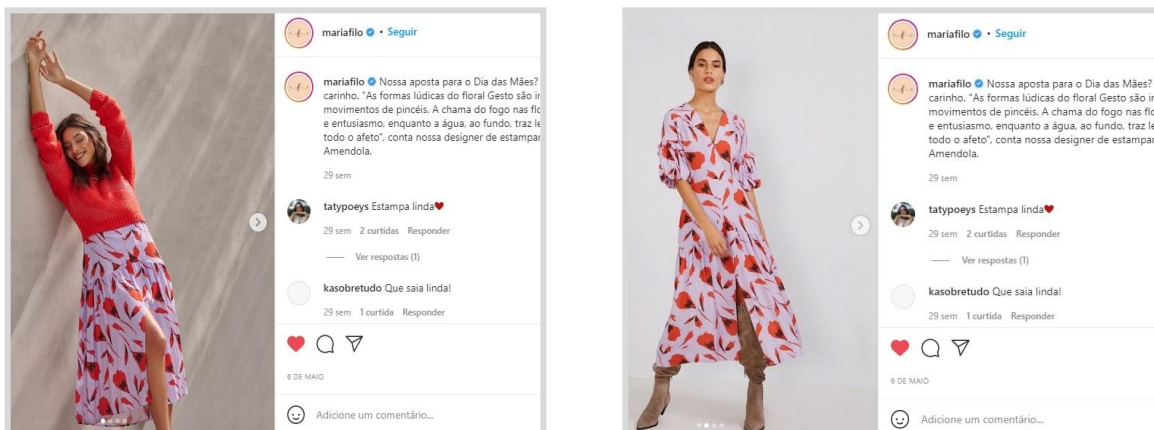 mariafilo • Seguir
mariafilo Nossa aposta para o Dia das Mães?
carinho. "As formas lúdicas do floral Gesto são
movimentos de pincéis. A chama do fogo nas
e entusiasmo, enquanto a água, ao fundo, traz
todo o afeto", conta nossa designer de
Amendola.
29 sem
tatypoeys Estampa linda
29 sem 2 curtidas Responder
Ver respostas (1)
kasobretudo Que saia linda!
29 sem 1 curtida Responder
6 DE MAIO
Adicione um comentário...
mariafilo • Seguir
mariafilo Nossa aposta para o Dia das Mães?
carinho. "As formas lúdicas do floral Gesto são
movimentos de pincéis. A chama do fogo nas
e entusiasmo, enquanto a água, ao fundo, traz
todo o afeto", conta nossa designer de
Amendola.
29 sem
tatypoeys Estampa linda
29 sem 2 curtidas Responder
Ver respostas (1)
kasobretudo Que saia linda!
29 sem 1 curtida Responder
6 DE MAIO
Adicione um comentário...